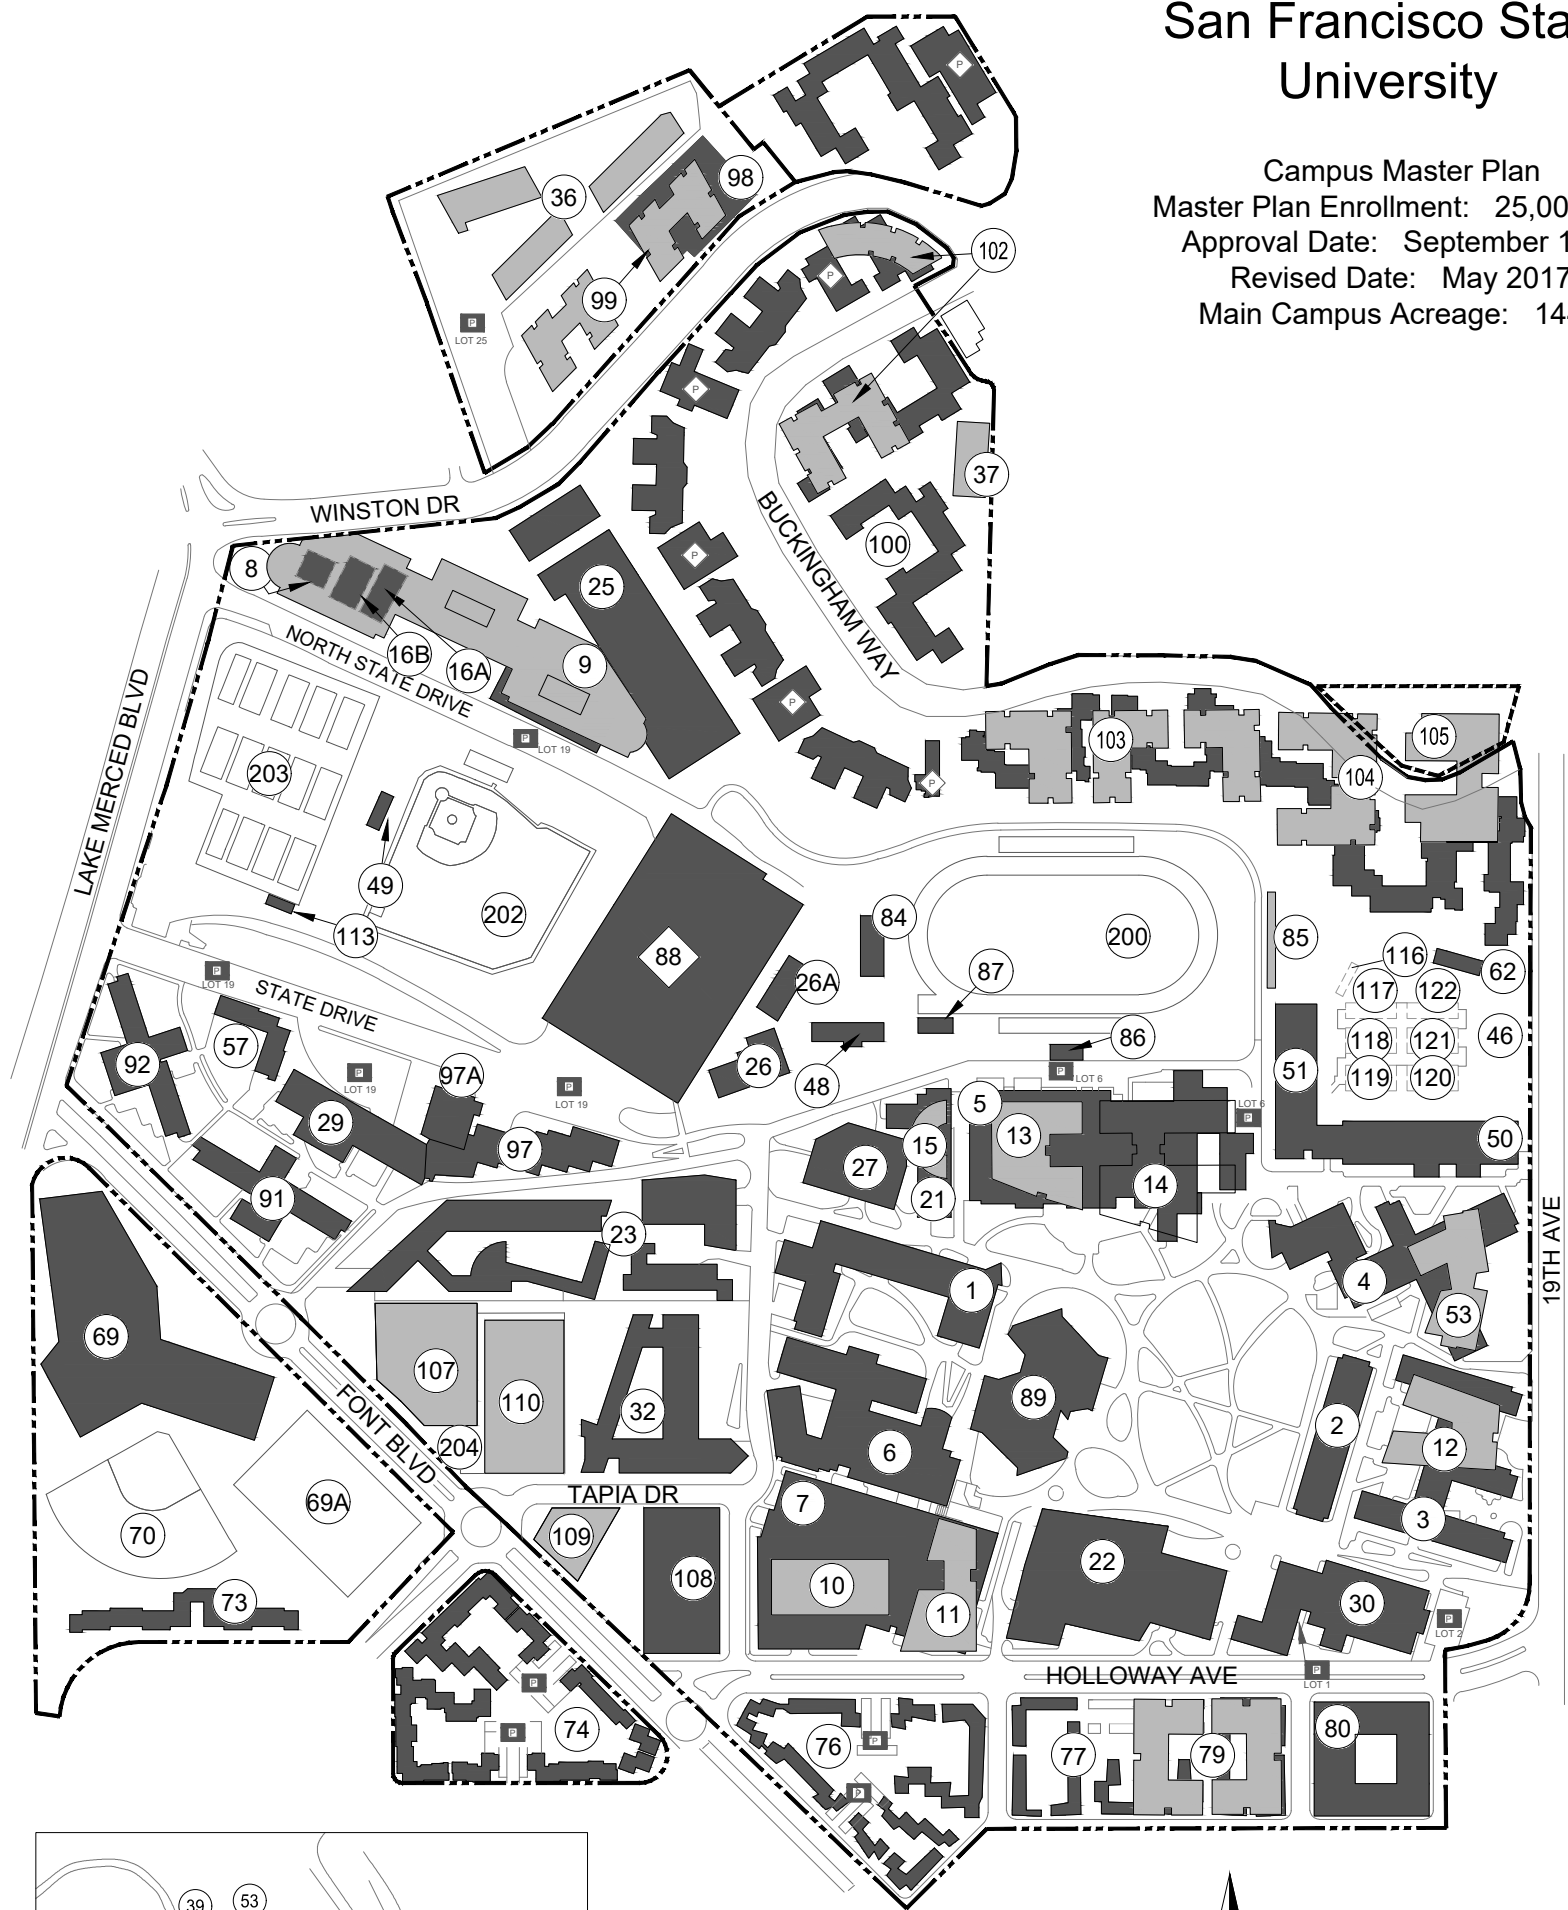 San Francisco Sta
University
Campus Master Plan
Master Plan Enrollment: 25,00
Approval Date: September 1
Revised Date: May 2017
Main Campus Acreage: 14
P
98
36
102
P
99
P
LOT 25
P
37
WINSTON DR
BUCKINGHAM WAY
100
P
8
25
16B
16A
9
NORTH STATE DRIVE
P
LAKE MERCED BLVD
P
LOT 19
103
105
104
P
203
49
202
113
84
200
85
116
62
88
87
26A
117
122
P
LOT 19
STATE DRIVE
46
118
121
86
92
57
97A
26
48
51
119
120
P
LOT 19
P
LOT 19
P
LOT 6
5
LOT 6
P
29
13
50
15
97
27
14
91
21
23
4
1
19TH AVE
53
69
107
110
89
32
2
FONT BLVD
204
6
12
TAPIA DR
7
69A
3
70
109
22
108
10
73
11
30
P
LOT 2
HOLLOWAY AVE
P
LOT 1
P
74
P
76
P
77
79
80
P
39
53